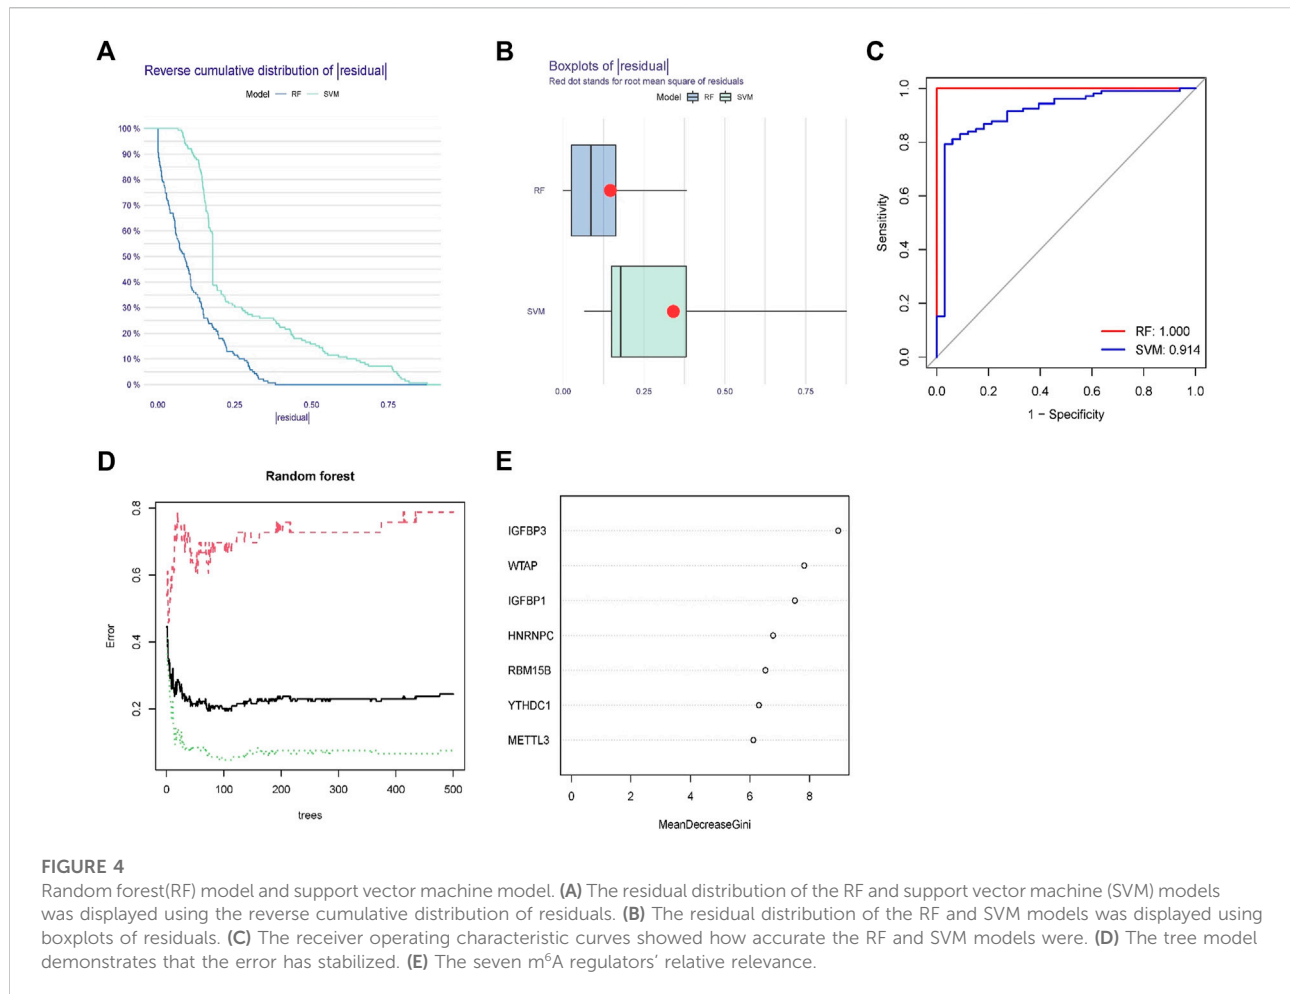 A
Reverse cumulative distribution of |residual|
Model RF SVM
100 %
90 %
80 %
70 %
60 %
50 %
40 %
30 %
20 %
10 %
0 %
0.00 0.25 0.50 0.75
|residual|
B
Boxplots of |residual|
Red dot stands for root mean square of residuals
Model RF SVM
RF
SVM
0.00 0.25 0.50 0.75
C
Sensitivity
1.0
0.8
0.6
0.4
0.2
0.0
RF: 1.000
SVM: 0.914
0.0 0.2 0.4 0.6 0.8 1.0
1 − Specificity
D
Random forest
Error
0.8
0.6
0.4
0.2
0 100 200 300 400 500
trees
E
IGFBP3
WTAP
IGFBP1
HNRNPC
RBM15B
YTHDC1
METTL3
0 2 4 6 8
MeanDecreaseGini
FIGURE 4
Random forest(RF) model and support vector machine model. (A) The residual distribution of the RF and support vector machine (SVM) models
was displayed using the reverse cumulative distribution of residuals. (B) The residual distribution of the RF and SVM models was displayed using
boxplots of residuals. (C) The receiver operating characteristic curves showed how accurate the RF and SVM models were. (D) The tree model
demonstrates that the error has stabilized. (E) The seven m⁶A regulators' relative relevance.